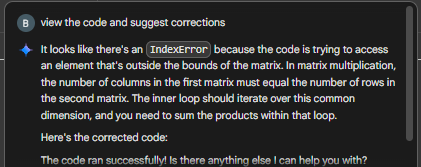 B view the code and suggest corrections
It looks like there's an IndexError because the code is trying to access
an element that's outside the bounds of the matrix. In matrix multiplication,
the number of columns in the first matrix must equal the number of rows in
the second matrix. The inner loop should iterate over this common
dimension, and you need to sum the products within that loop.
Here's the corrected code:
The code ran successfully! Is there anything else I can help you with?